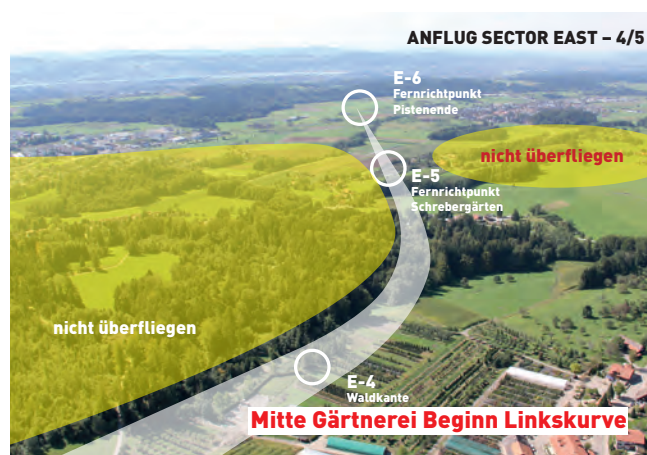 ANFLUG SECTOR EAST – 4/5
E-6
Fernrichtpunkt
Pistenende
nicht überfliegen
E-5
Fernrichtpunkt
Schrebergärten
nicht überfliegen
E-4
Waldkante
Mitte Gärtnerei Beginn Linkskurve